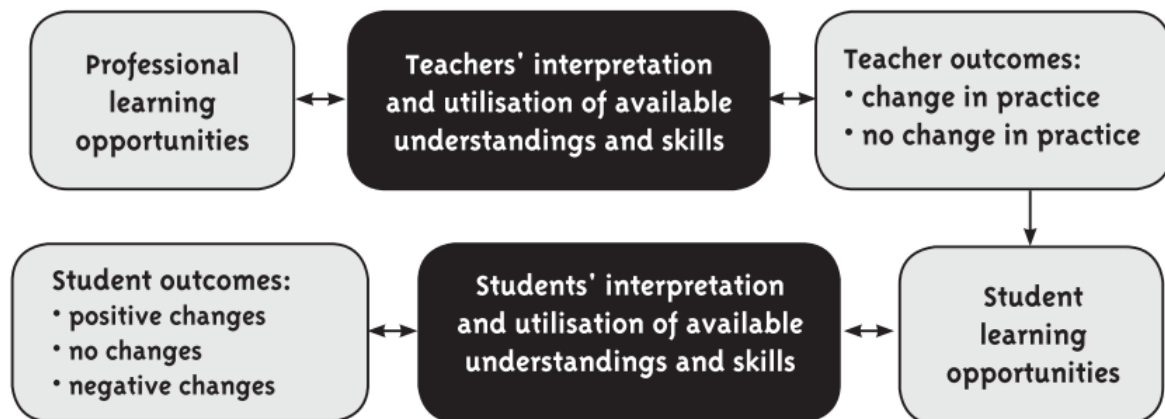 Professional
learning
opportunities
Teachers' interpretation
and utilisation of available
understandings and skills
Teacher outcomes:
• change in practice
• no change in practice
Student outcomes:
• positive changes
• no changes
• negative changes
Students' interpretation
and utilisation of available
understandings and skills
Student
learning
opportunities